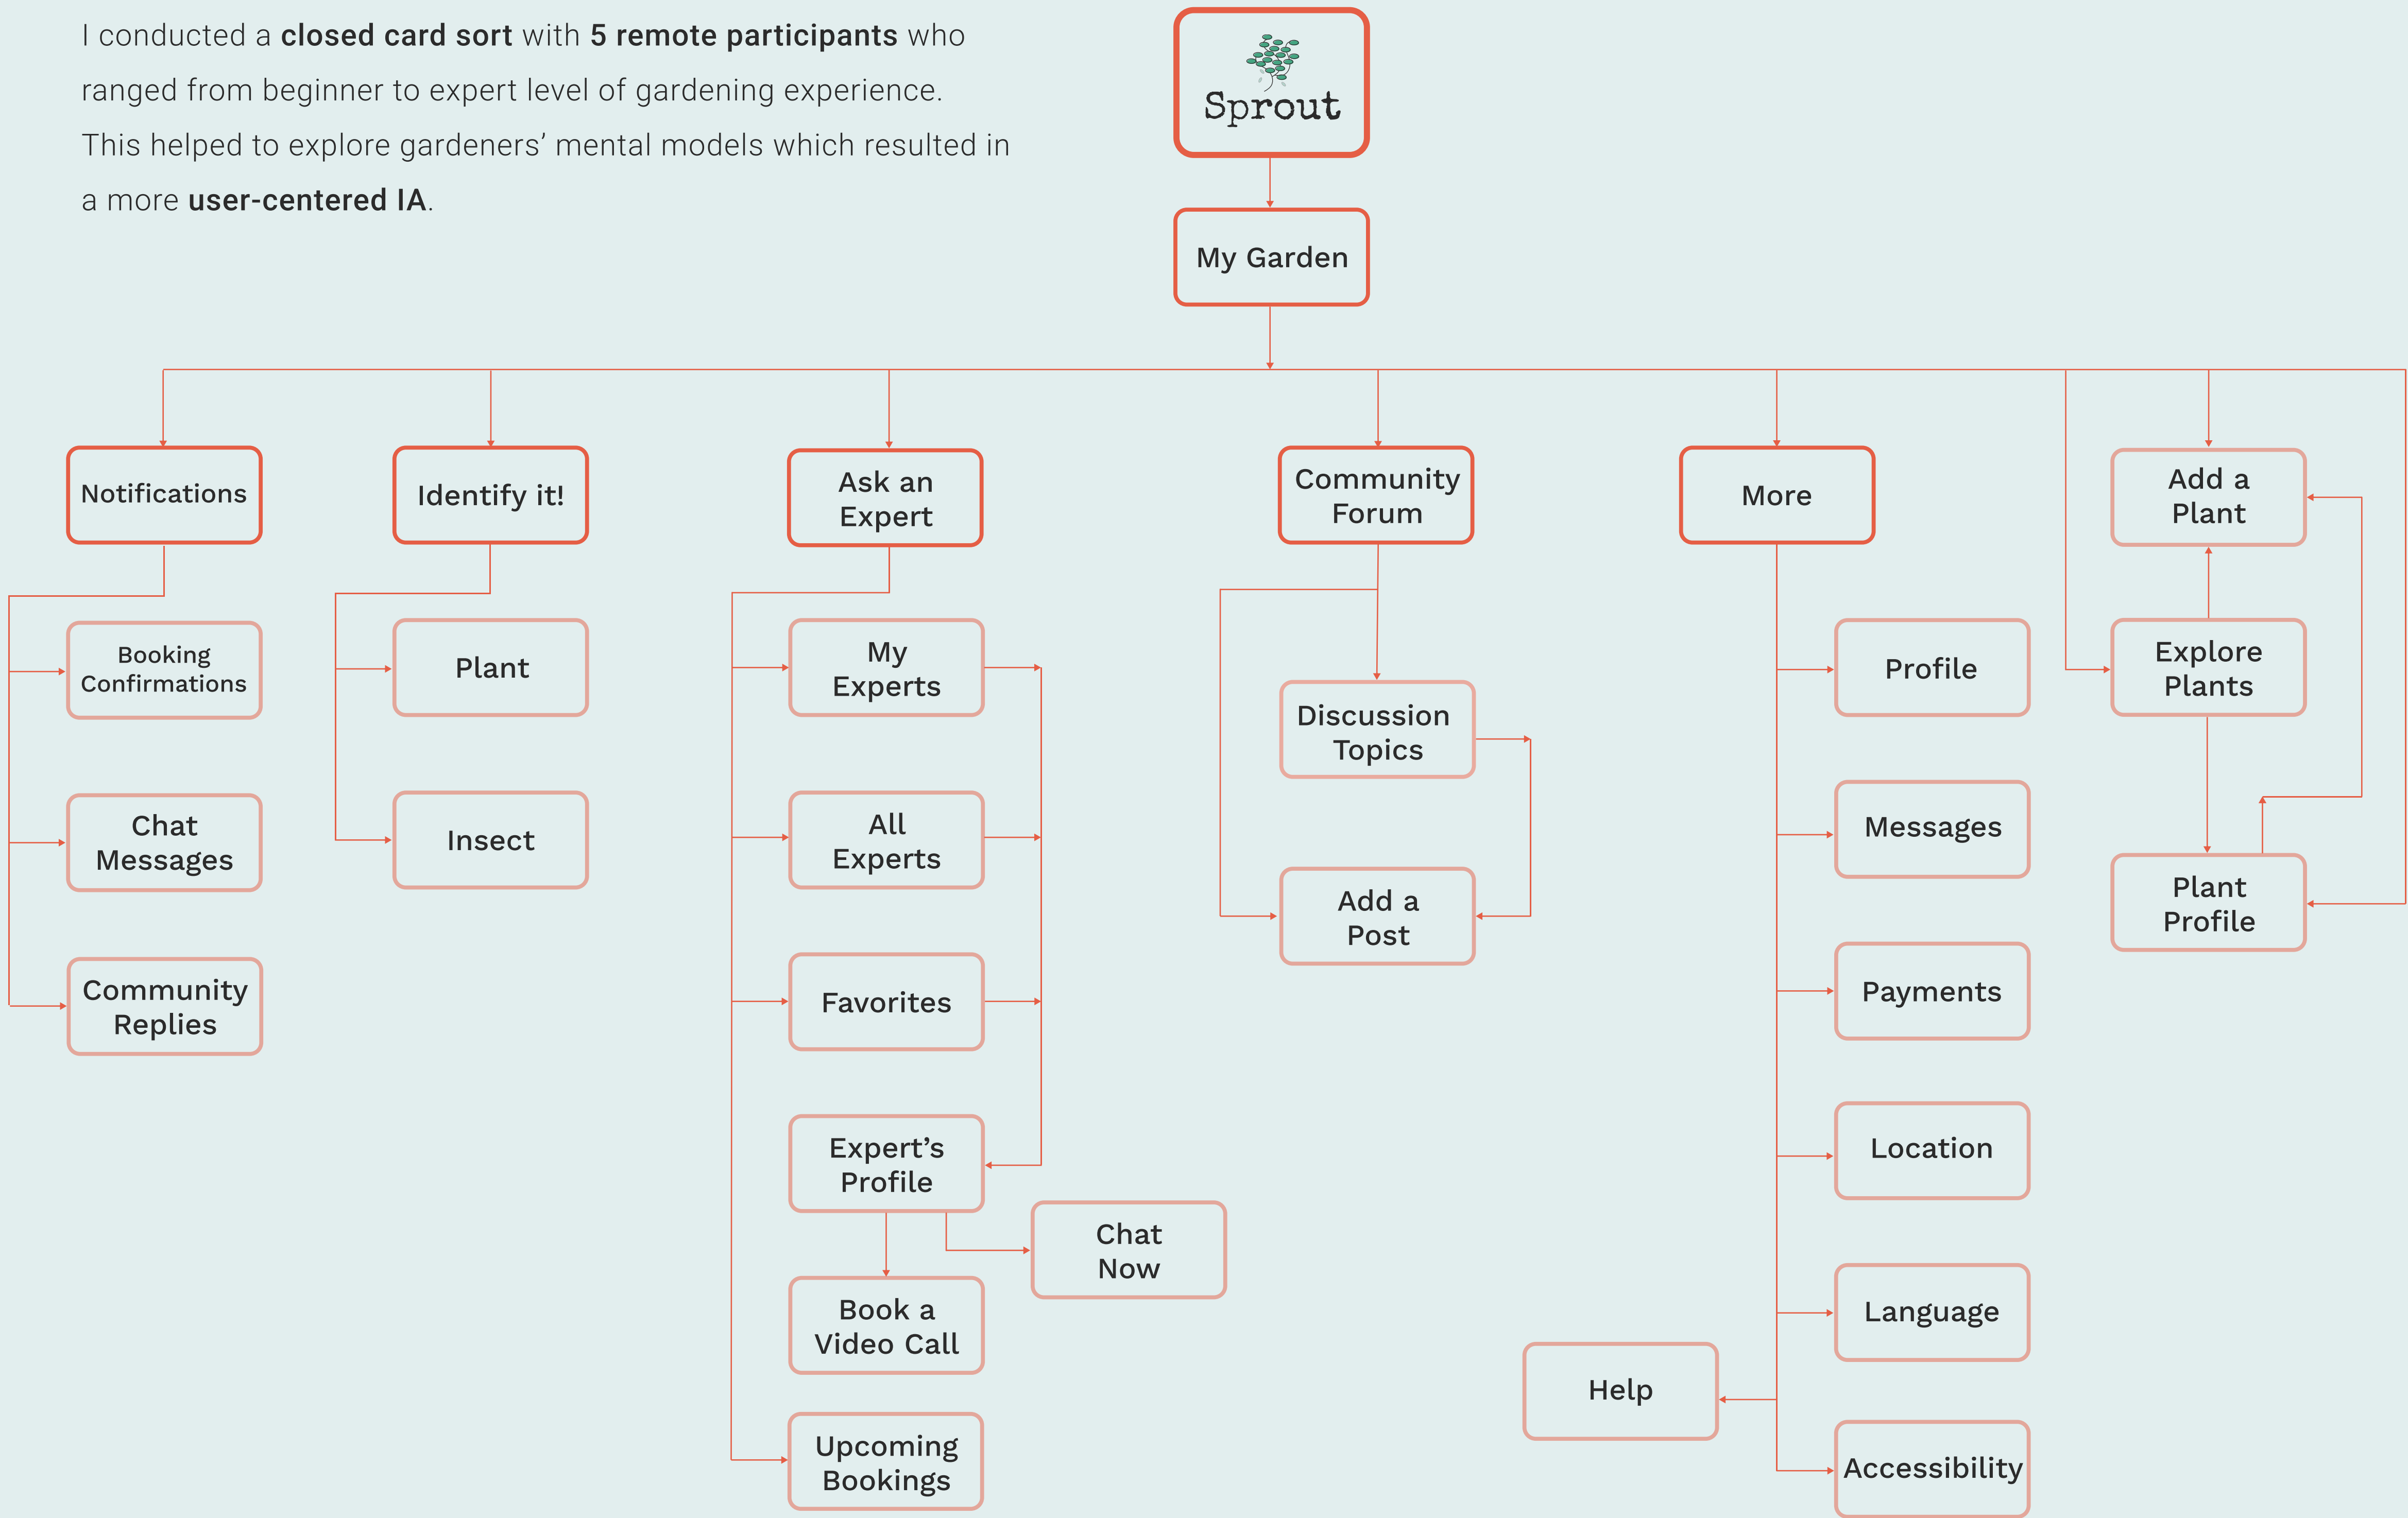 I conducted a closed card sort with 5 remote participants who
ranged from beginner to expert level of gardening experience.
This helped to explore gardeners’ mental models which resulted in
a more user-centered IA.
Sprout
My Garden
Notifications
Identify it!
Ask an
Expert
Community
Forum
More
Add a
Plant
Booking
Confirmations
Chat
Messages
Community
Replies
Plant
Insect
My
Experts
All
Experts
Favorites
Expert’s
Profile
Chat
Now
Book a
Video Call
Upcoming
Bookings
Discussion
Topics
Add a
Post
Profile
Messages
Payments
Location
Language
Help
Accessibility
Explore
Plants
Plant
Profile